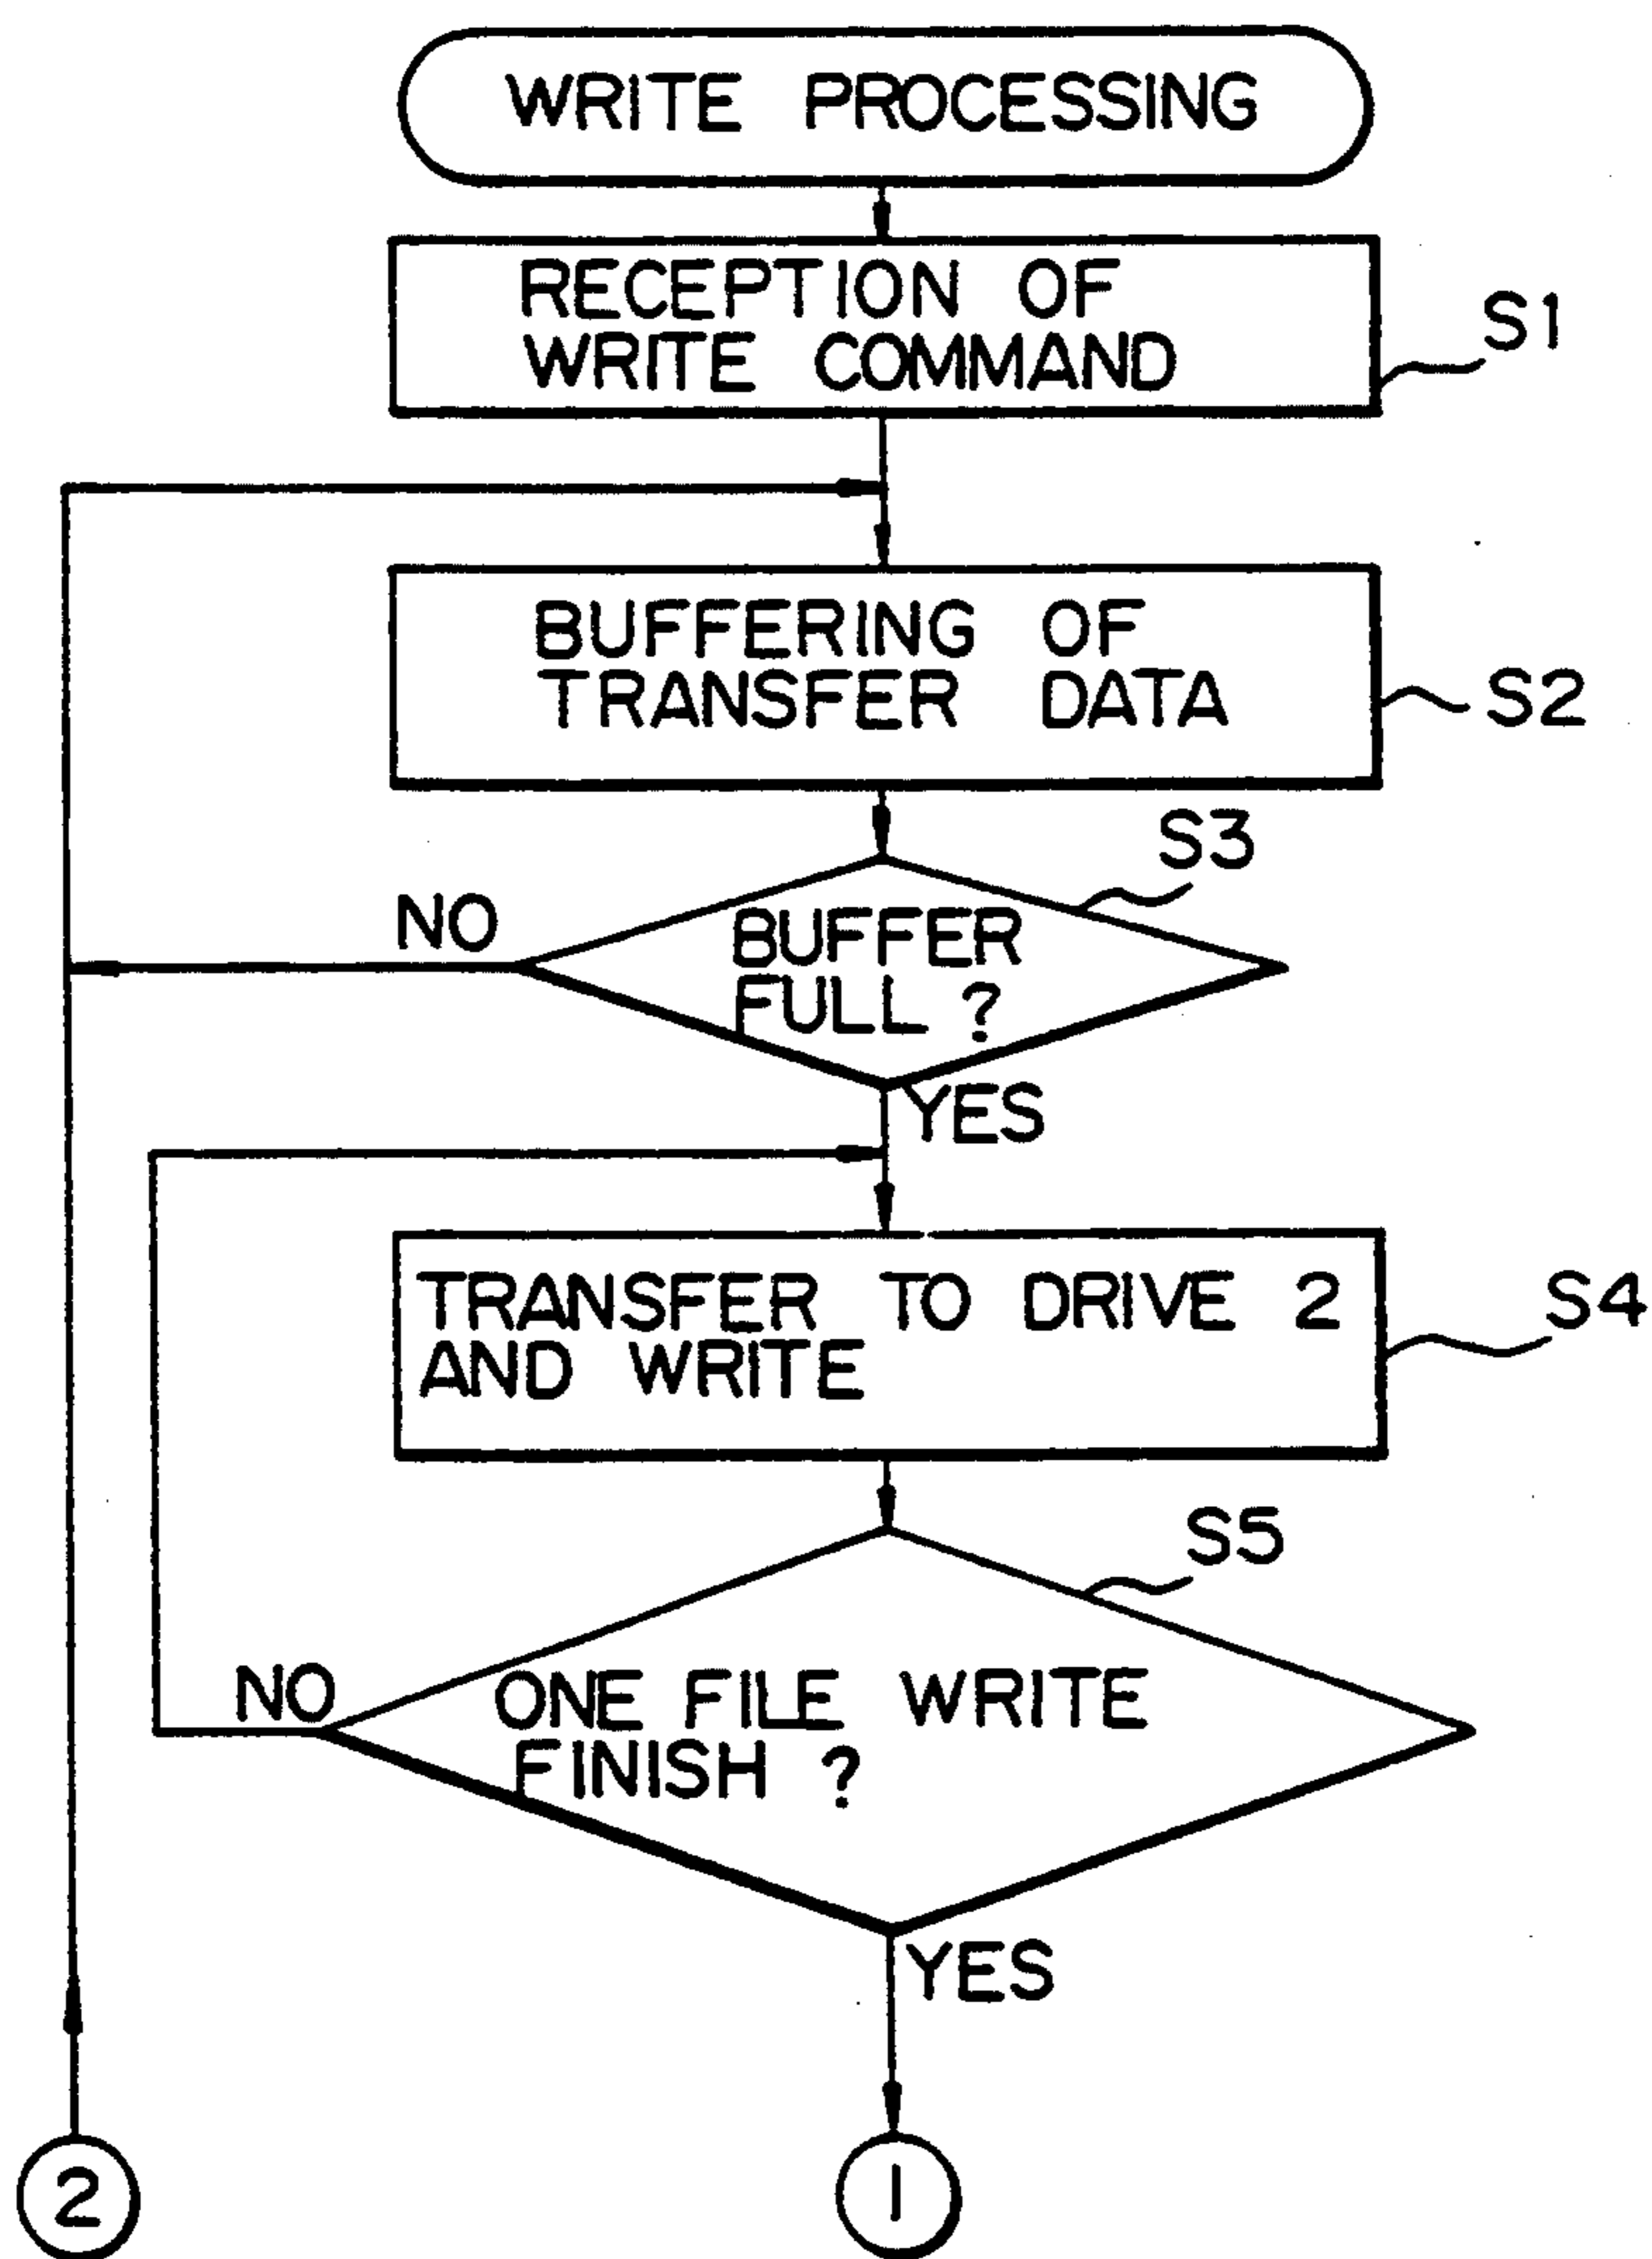 WRITE PROCESSING
RECEPTION OF
WRITE COMMAND
S1
BUFFERING OF
TRANSFER DATA
S2
S3
NO
BUFFER
FULL ?
YES
TRANSFER TO DRIVE 2
AND WRITE
S4
S5
NO
ONE FILE WRITE
FINISH ?
YES
2
1